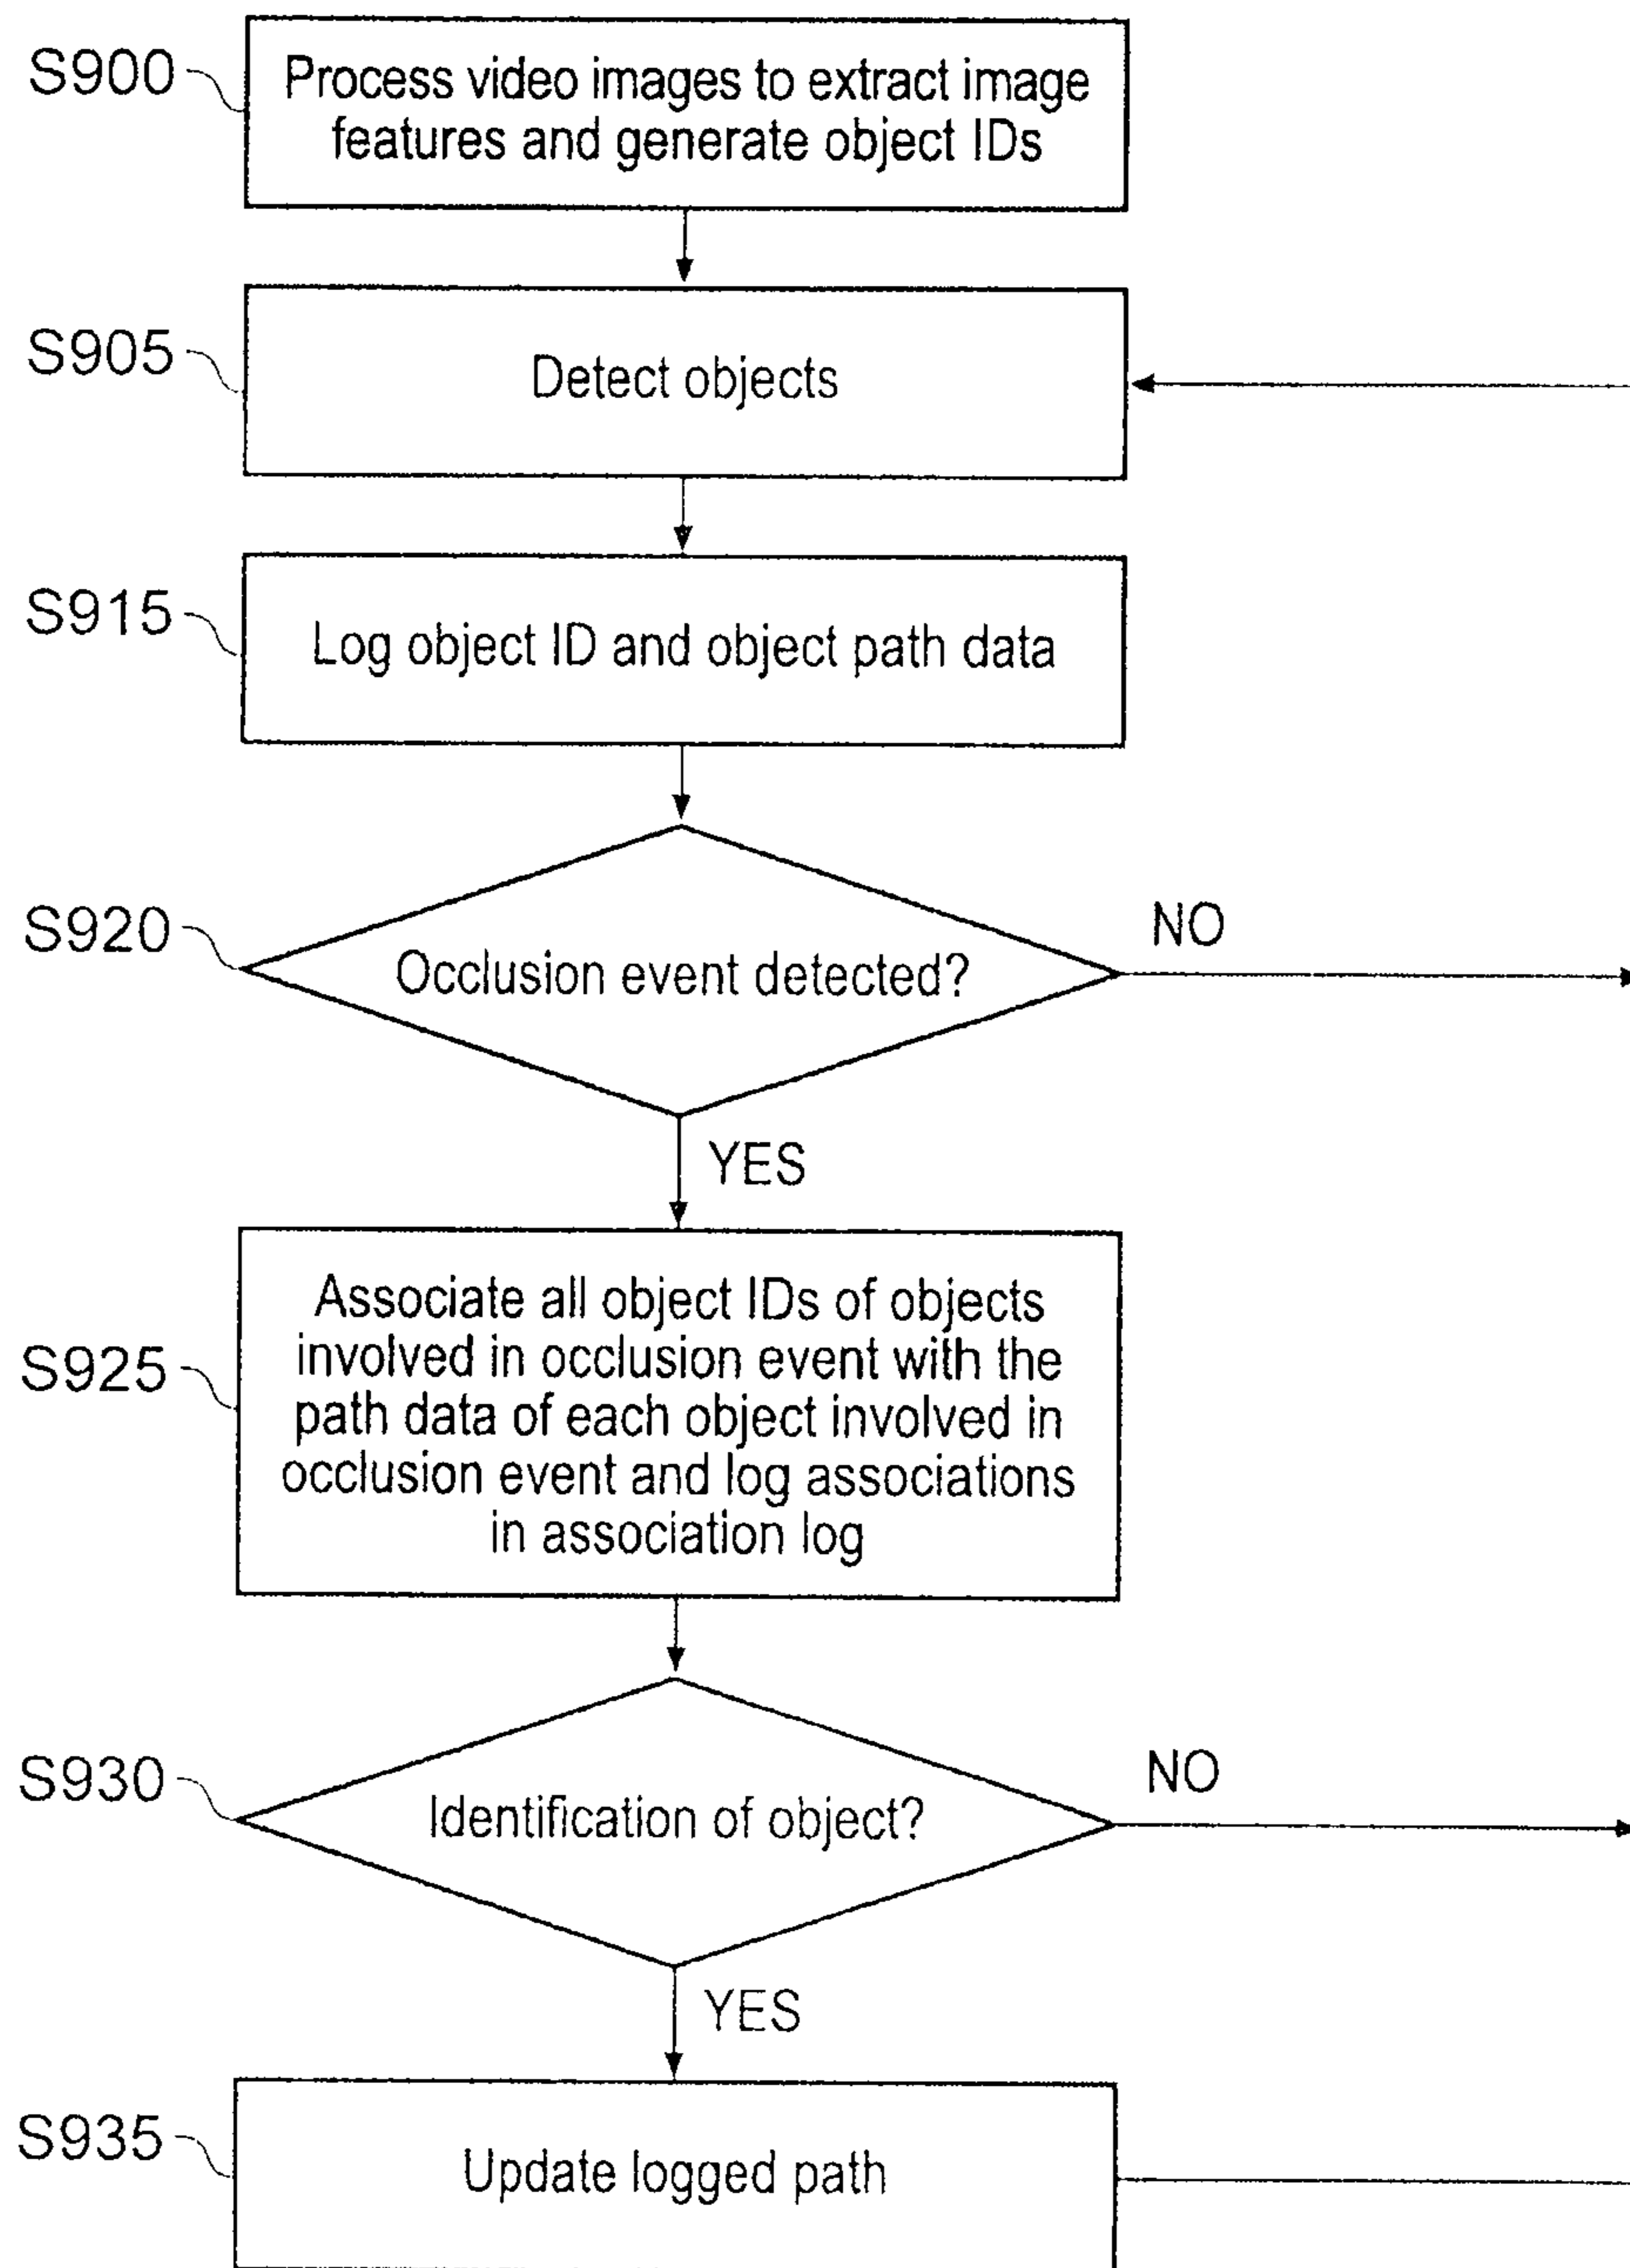 S900
Process video images to extract image
features and generate object IDs
S905
Detect objects
S915
Log object ID and object path data
S920
Occlusion event detected?
NO
YES
S925
Associate all object IDs of objects
involved in occlusion event with the
path data of each object involved in
occlusion event and log associations
in association log
S930
Identification of object?
NO
YES
S935
Update logged path